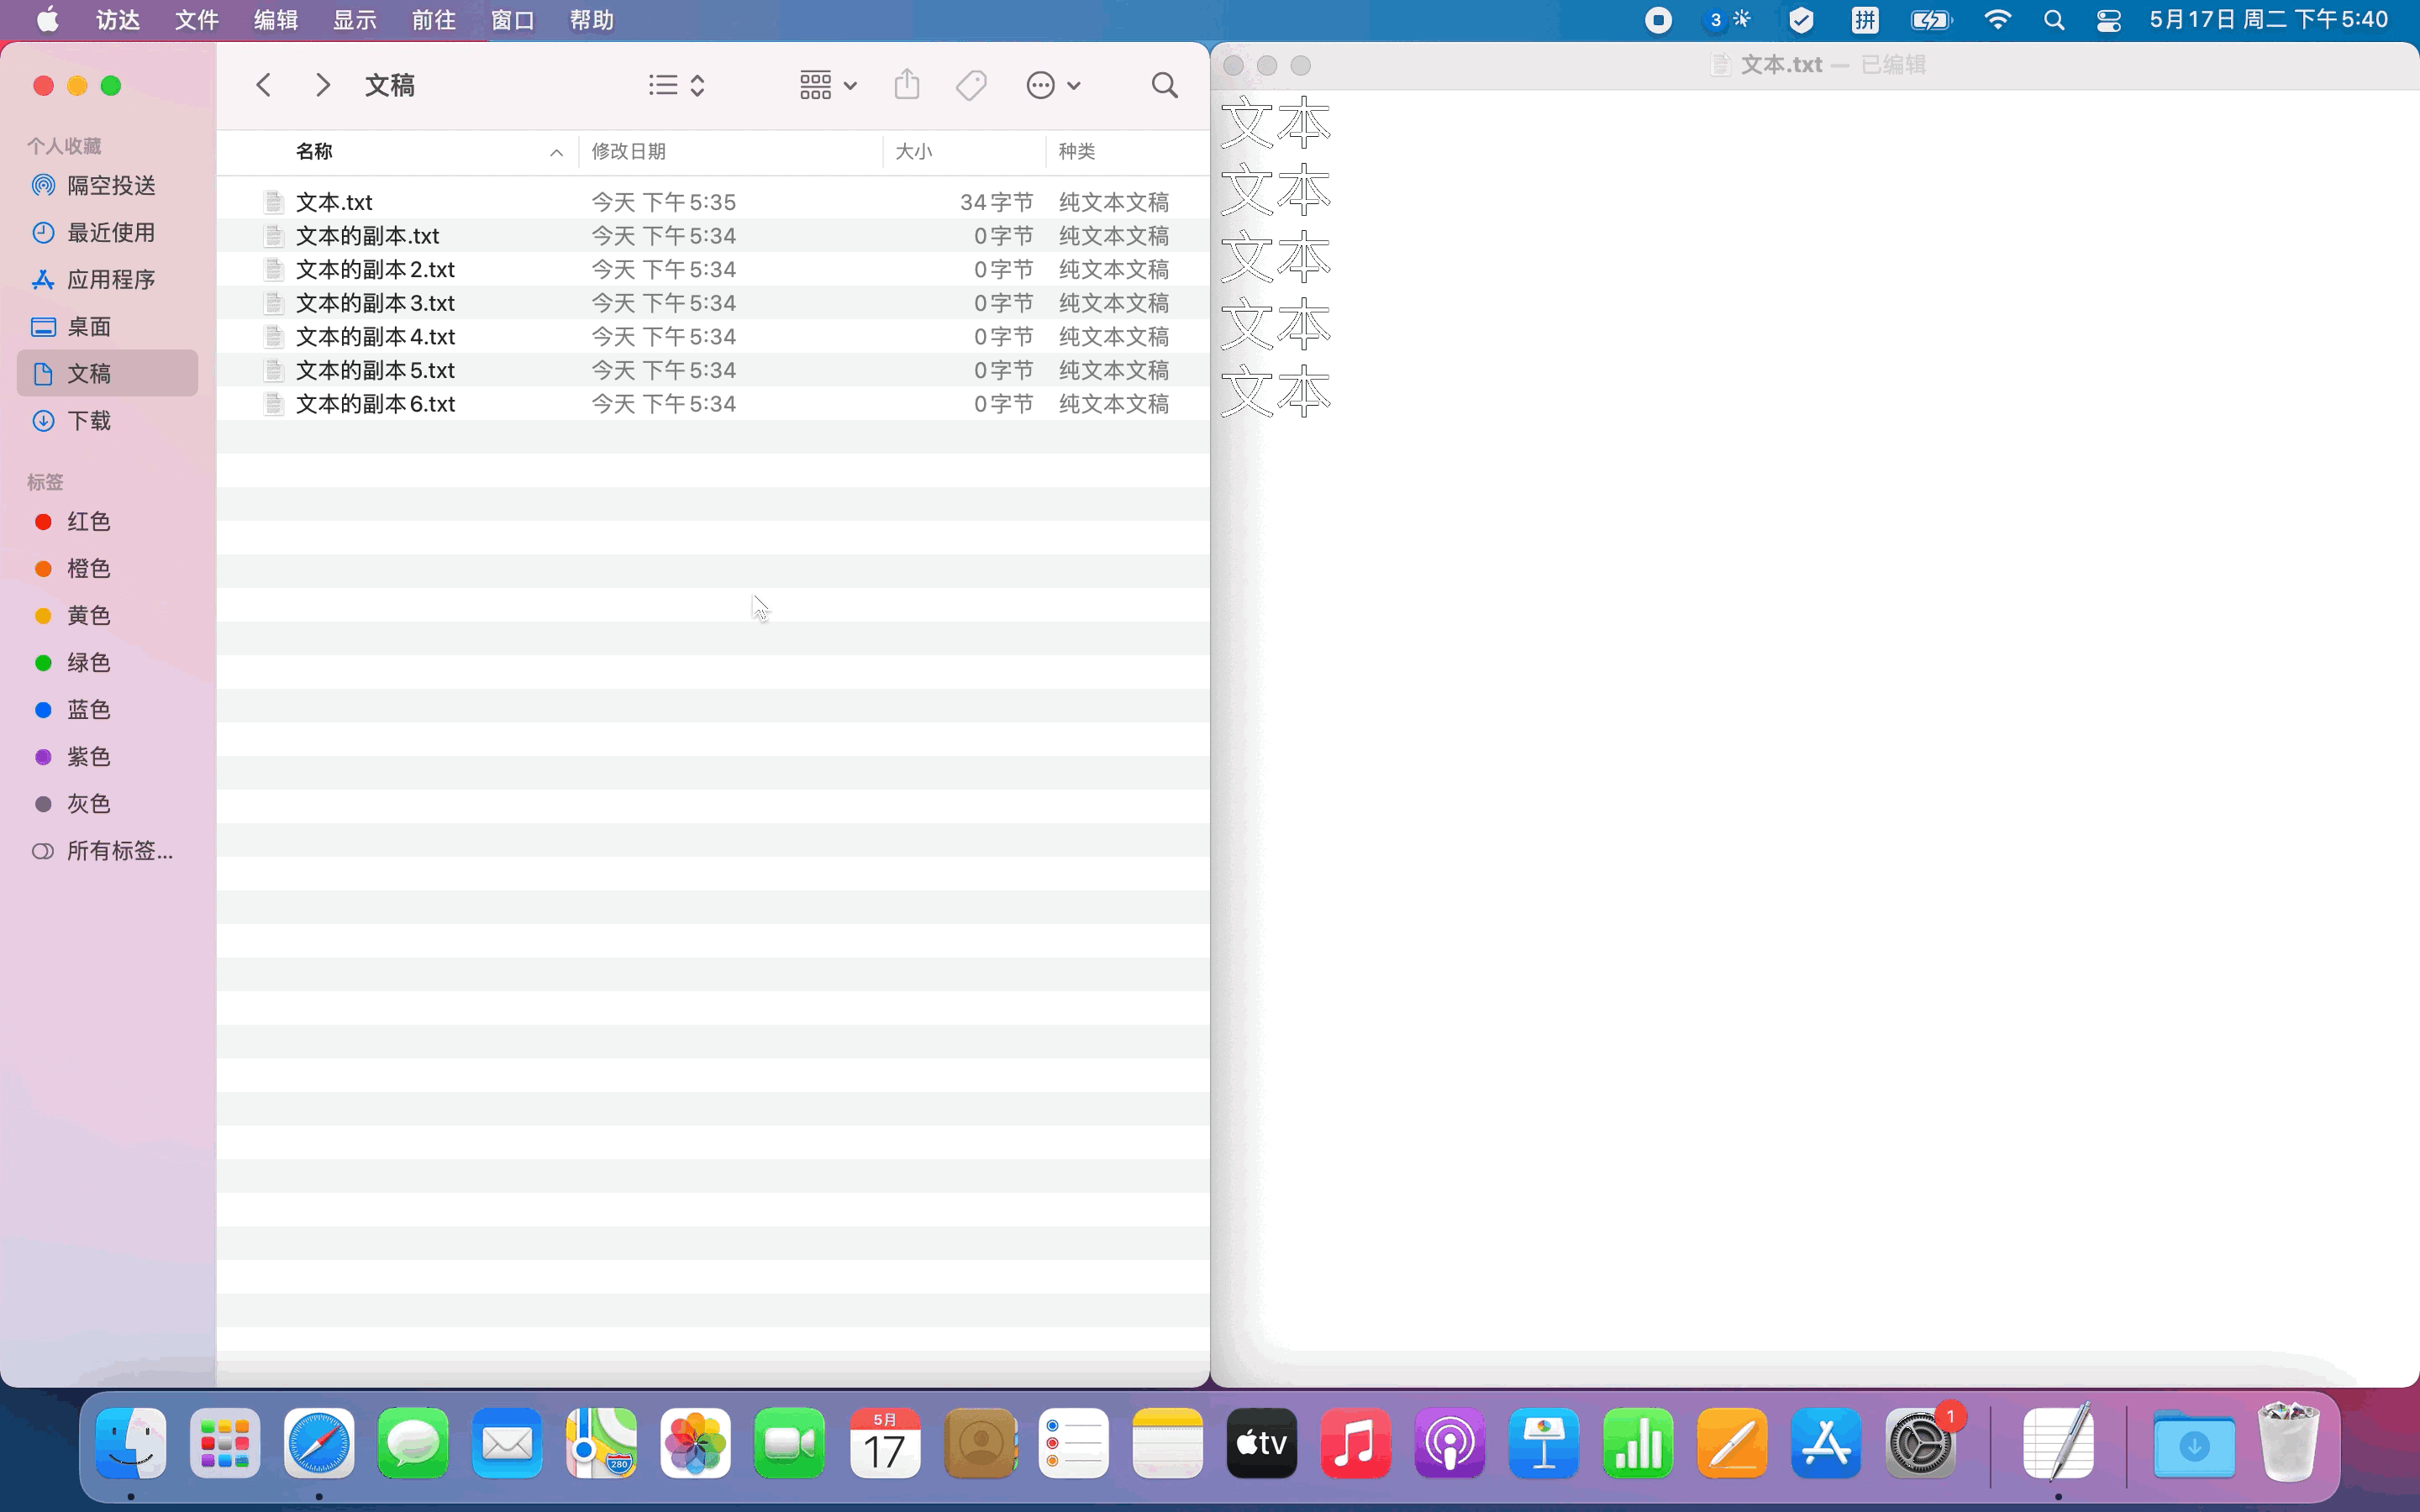 访达 文件 编辑 显示 前往 窗口 帮助
3 拼 5月17日 周二 下午5:40
文稿
个人收藏
隔空投送
最近使用
应用程序
桌面
文稿
下载
标签
红色
橙色
黄色
绿色
蓝色
紫色
灰色
所有标签...
名称 修改日期 大小 种类
文本.txt 今天 下午5:35 34字节 纯文本文稿
文本的副本.txt 今天 下午5:34 0字节 纯文本文稿
文本的副本2.txt 今天 下午5:34 0字节 纯文本文稿
文本的副本3.txt 今天 下午5:34 0字节 纯文本文稿
文本的副本4.txt 今天 下午5:34 0字节 纯文本文稿
文本的副本5.txt 今天 下午5:34 0字节 纯文本文稿
文本的副本6.txt 今天 下午5:34 0字节 纯文本文稿
文本.txt — 已编辑
文本
文本
文本
文本
文本
280
5月
17
tv
1